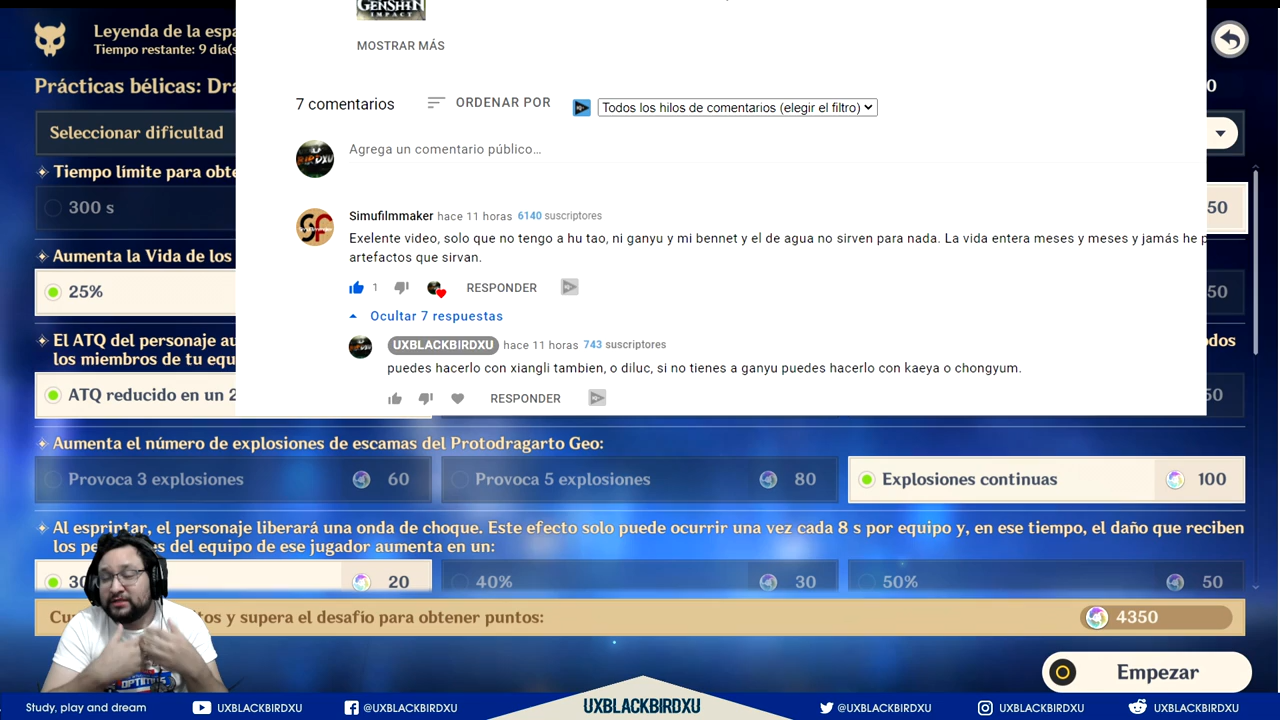 GENSHIN
IMPACT
Leyenda de la espa
Tiempo restante: 9 día(s
MOSTRAR MÁS
Prácticas bélicas: Dra
0
7 comentarios
ORDENAR POR
Todos los hilos de comentarios (elegir el filtro)
Seleccionar dificultad
Agrega un comentario público...
Tiempo límite para obte
300 s
50
Simufilmmaker hace 11 horas 6140 suscriptores
Exelente video, solo que no tengo a hu tao, ni ganyu y mi bennet y el de agua no sirven para nada. La vida entera meses y meses y jamás he p
artefactos que sirvan.
Aumenta la Vida de los
25%
50
1
RESPONDER
Ocultar 7 respuestas
El ATQ del personaje au
los miembros de tu equ
odos
UXBLACKBIRDXU hace 11 horas 743 suscriptores
puedes hacerlo con xiangli tambien, o diluc, si no tienes a ganyu puedes hacerlo con kaeya o chongyum.
ATQ reducido en un 2
50
RESPONDER
Aumenta el número de explosiones de escamas del Protodragarto Geo:
Provoca 3 explosiones 60
Provoca 5 explosiones 80
Explosiones continuas 100
Al esprintar, el personaje liberará una onda de choque. Este efecto solo puede ocurrir una vez cada 8 s por equipo y, en ese tiempo, el daño que reciben
los pe es del equipo de ese jugador aumenta en un:
30 20
40% 30
50% 50
Cu tos y supera el desafío para obtener puntos:
4350
Empezar
OPTIMUS
Study, play and dream
UXBLACKBIRDXU
@UXBLACKBIRDXU
UXBLACKBIRDXU
@UXBLACKBIRDXU
UXBLACKBIRDXU
UXBLACKBIRDXU